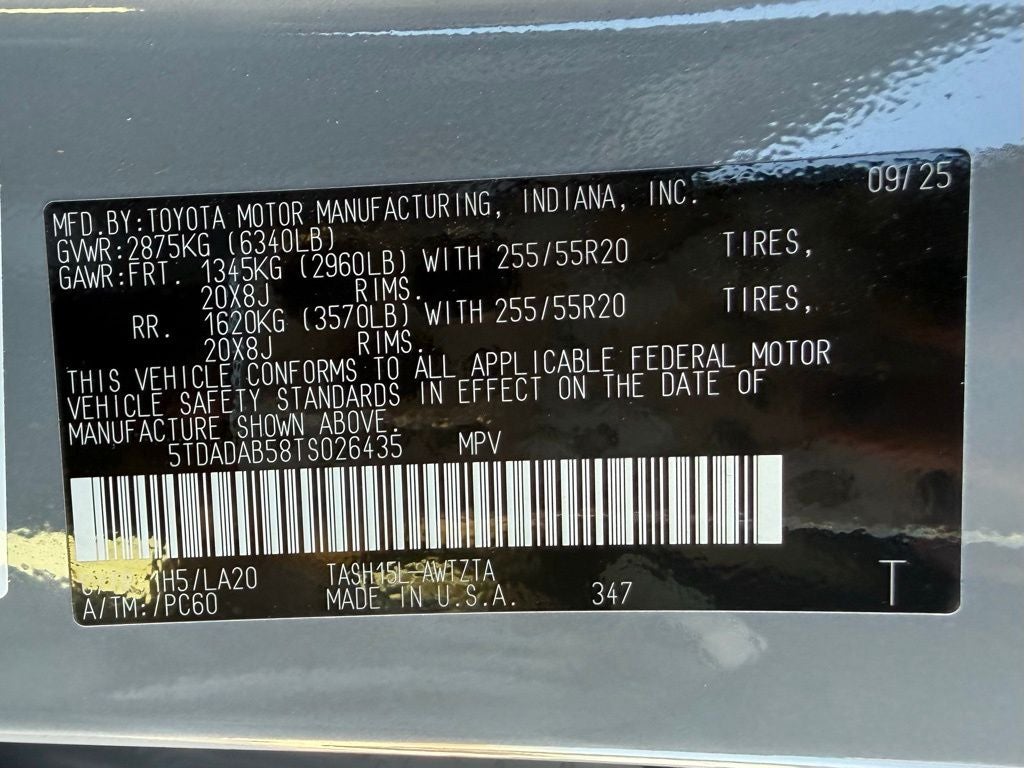 MFD.BY:TOYOTA MOTOR MANUFACTURING, INDIANA, INC. 09/25
GVWR:2875KG (6340LB)
GAWR:FRT. 1345KG (2960LB) WITH 255/55R20 TIRES,
20X8J RIMS.
RR. 1620KG (3570LB) WITH 255/55R20 TIRES,
20X8J RIMS.
THIS VEHICLE CONFORMS TO ALL APPLICABLE FEDERAL MOTOR
VEHICLE SAFETY STANDARDS IN EFFECT ON THE DATE OF
MANUFACTURE SHOWN ABOVE.
5TDADAB58TS026435 MPV
1H5/LA20 TASH15L-AWTZTA
A/TM: /PC60 MADE IN U.S.A. 347 T